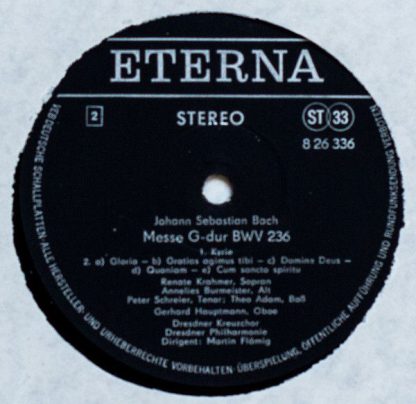 ETERNA
2
STEREO
ST 33
8 26 336
Johann Sebastian Bach
Messe G-dur BWV 236
1. Kyrie
2. a) Gloria – b) Gratias agimus tibi – c) Domine Deus –
d) Quoniam – e) Cum sancto spiritu
Renate Krahmer, Sopran
Annelies Burmeister, Alt
Peter Schreier, Tenor; Theo Adam, Baß
Gerhard Hauptmann, Oboe
Dresdner Kreuzchor
Dresdner Philharmonie
Dirigent: Martin Flämig
VEB DEUTSCHE SCHALLPLATTEN · ALLE HERSTELLER- UND URHEBERRECHTE VORBEHALTEN · ÜBERSPIELUNG, ÖFFENTLICHE AUFFÜHRUNG UND RUNDFUNKSENDUNG VERBOTEN